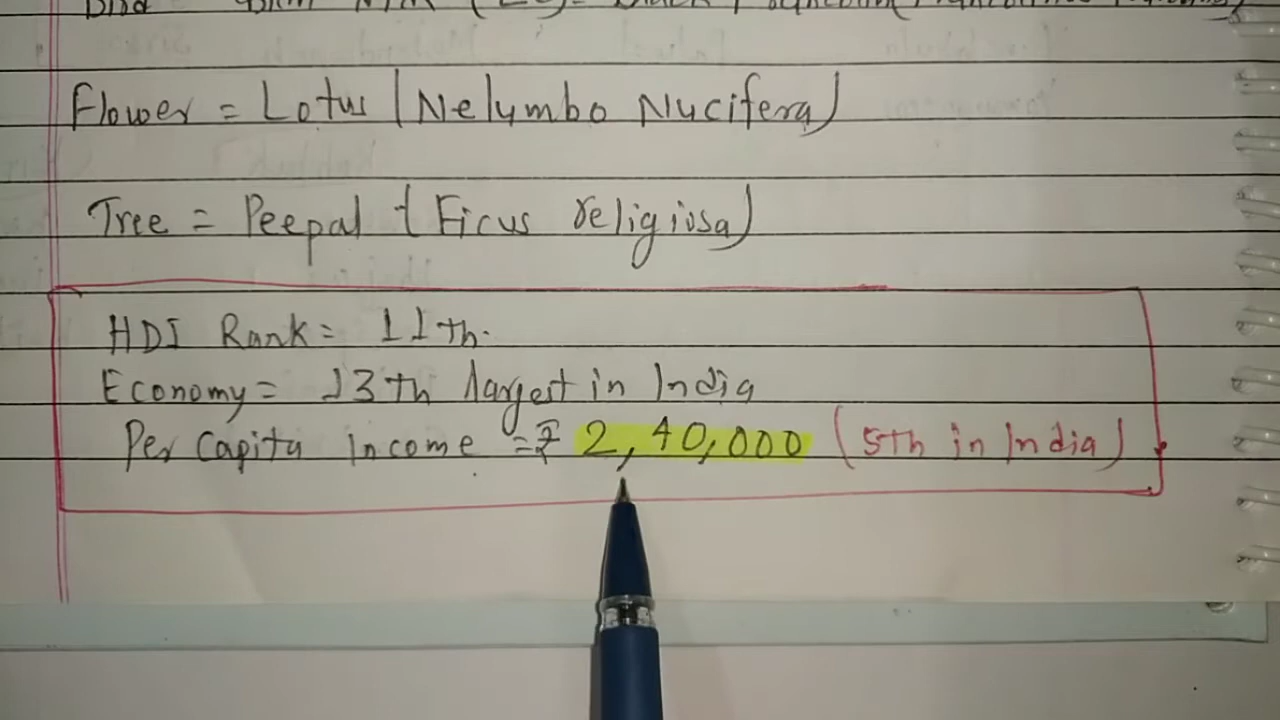 Flower = Lotus (Nelumbo Nucifera)
Tree = Peepal (Ficus religiosa)
HDI Rank = 11th.
Economy = 13th largest in India
Per Capita Income = ₹ 2,40,000 (5th in India)